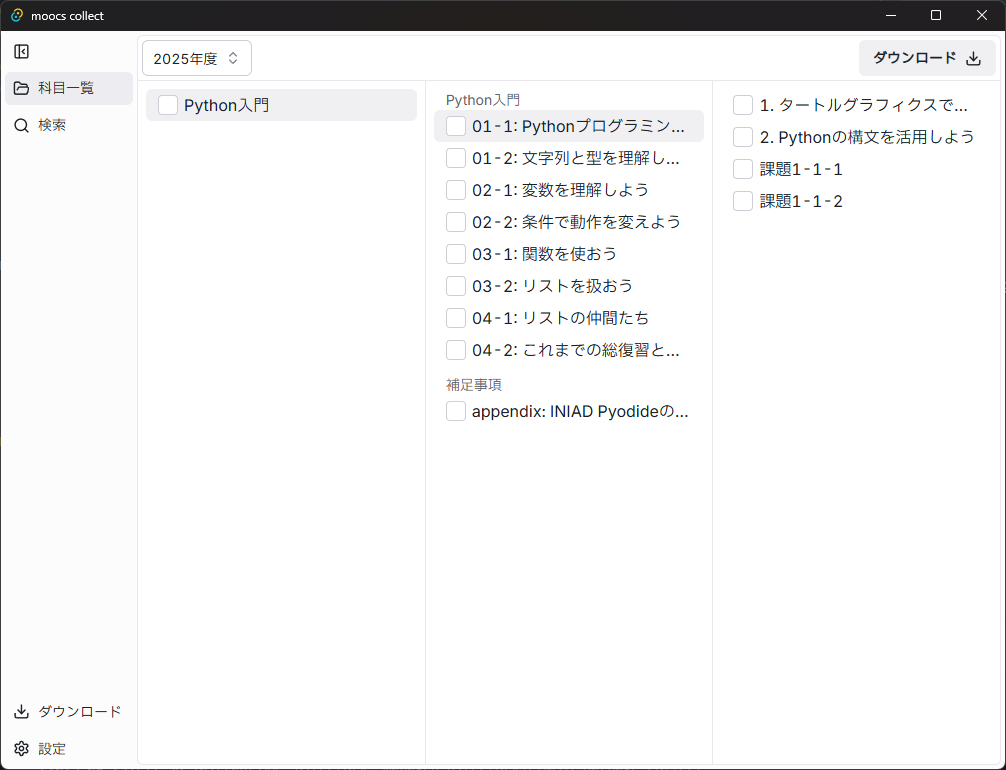 moocs collect
科目一覧
検索
ダウンロード
設定
2025年度
ダウンロード
Python入門
Python入門
01-1: Pythonプログラミン...
01-2: 文字列と型を理解し...
02-1: 変数を理解しよう
02-2: 条件で動作を変えよう
03-1: 関数を使おう
03-2: リストを扱おう
04-1: リストの仲間たち
04-2: これまでの総復習と...
補足事項
appendix: INIAD Pyodideの...
1. タートルグラフィクスで...
2. Pythonの構文を活用しよう
課題1-1-1
課題1-1-2